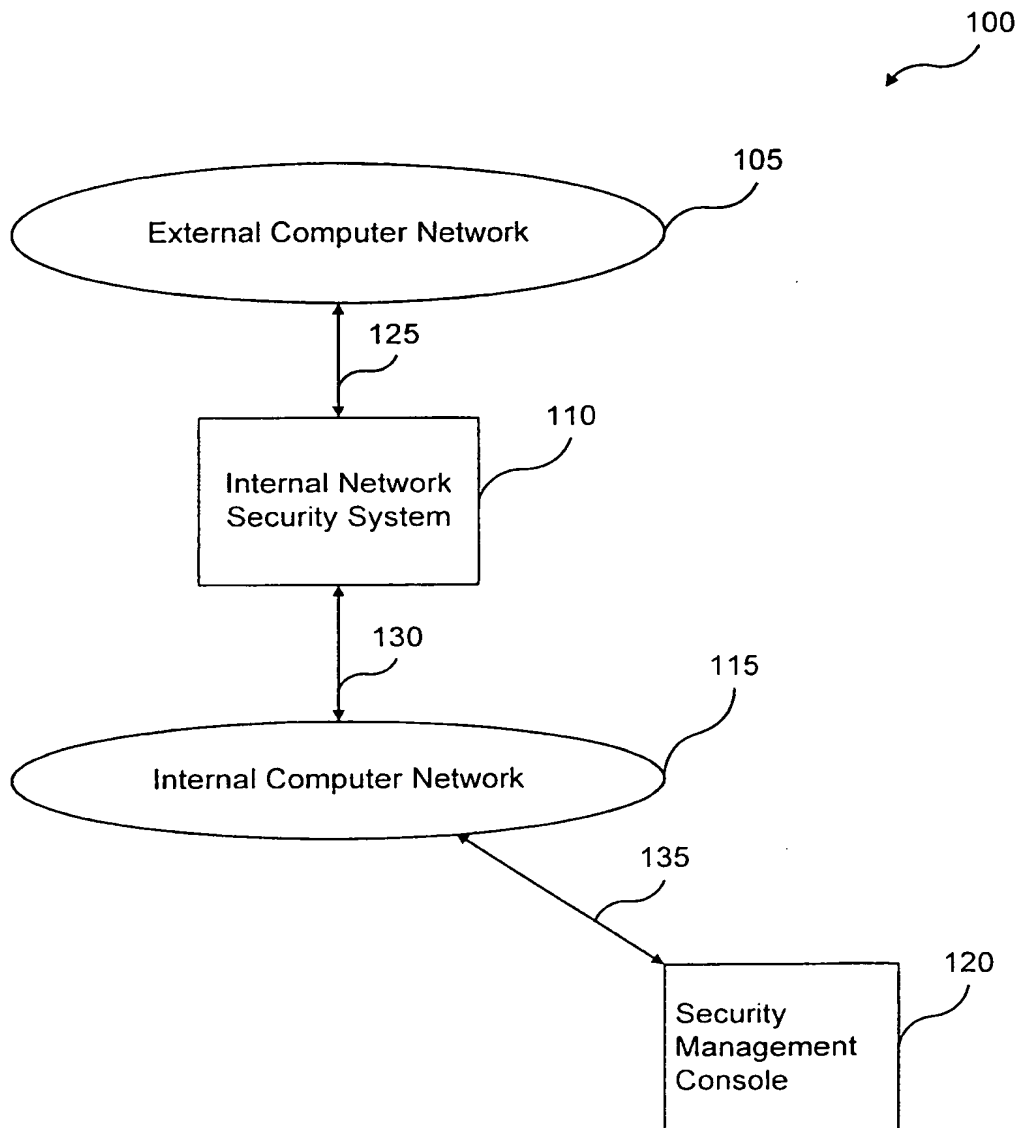 100
105
External Computer Network
125
110
Internal Network
Security System
130
115
Internal Computer Network
135
120
Security
Management
Console